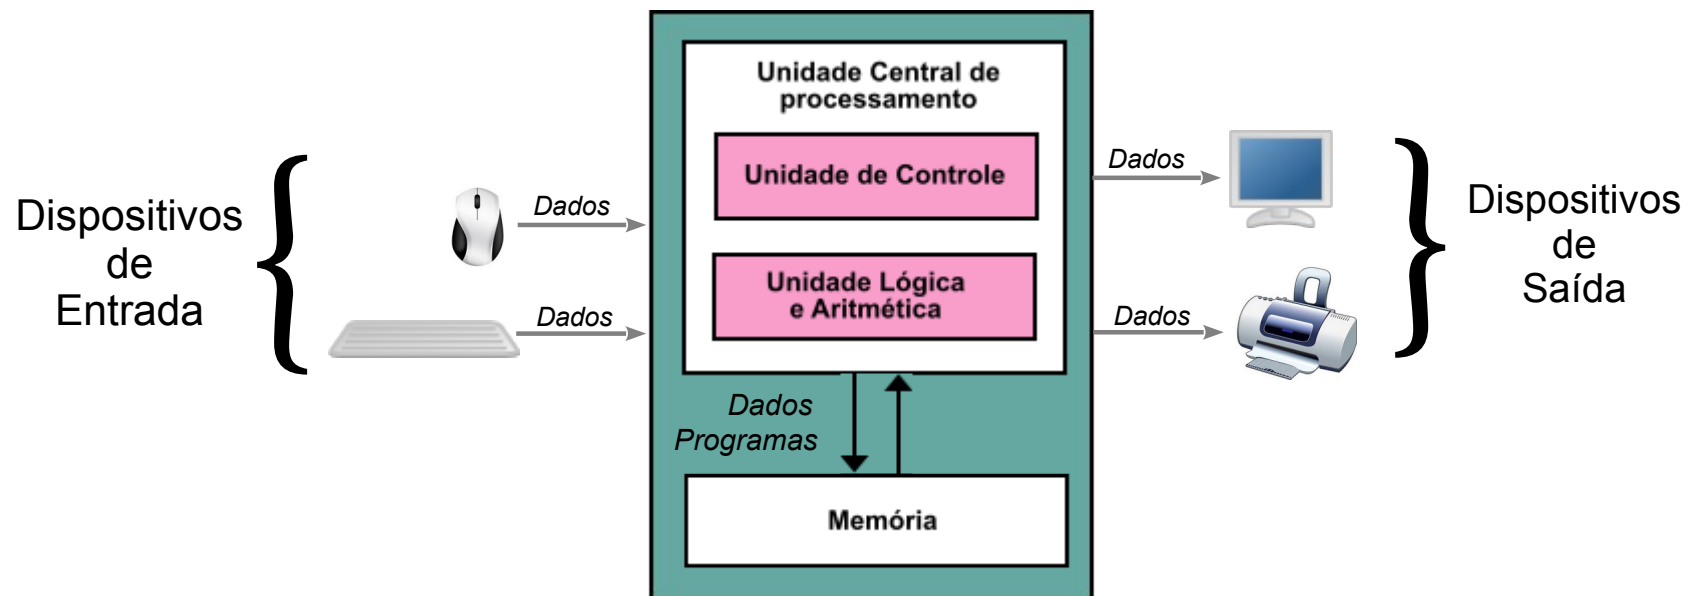 Dispositivos
de
Entrada
Dados
Dados
Unidade Central de
processamento
Unidade de Controle
Unidade Lógica
e Aritmética
Dados
Programas
Memória
Dados
Dados
Dispositivos
de
Saída